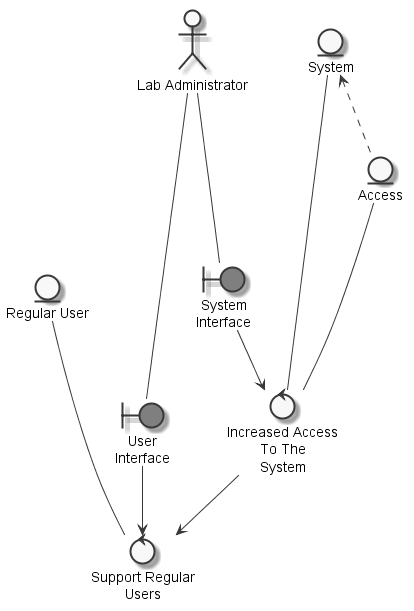 Lab Administrator
System
Access
System
Interface
Regular User
Increased Access
To The
System
User
Interface
Support Regular
Users